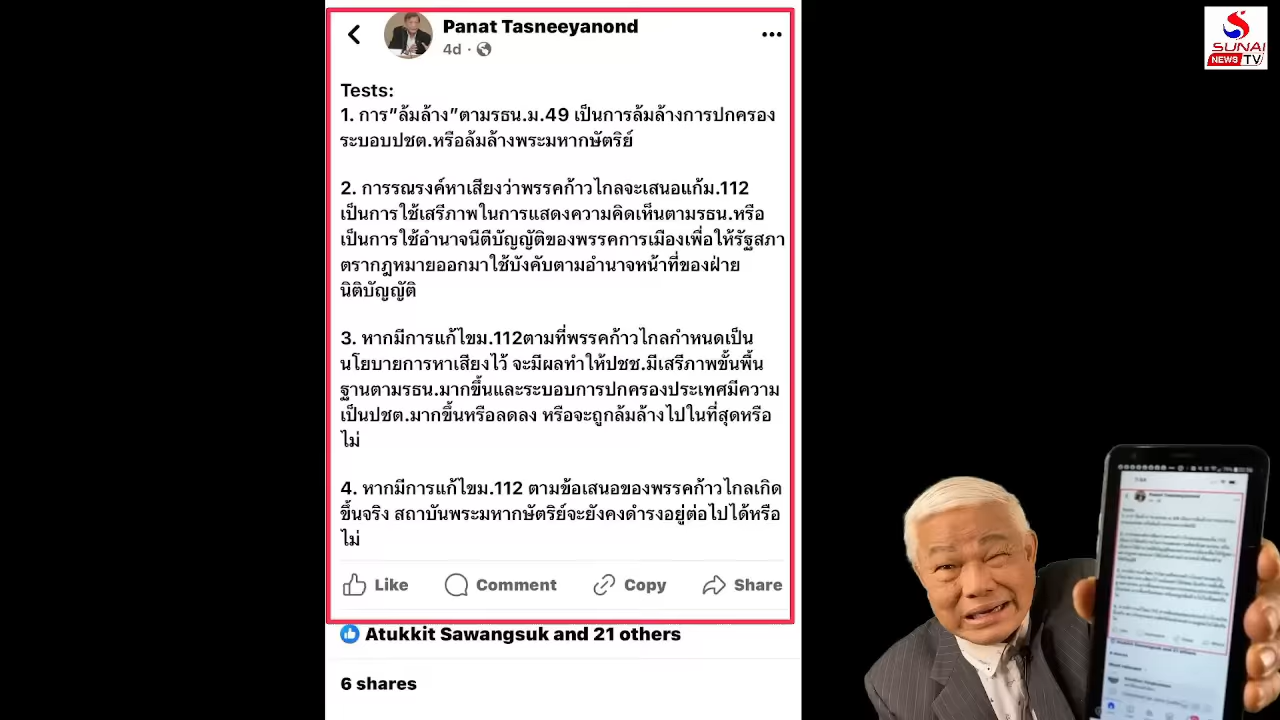 Panat Tasneeyanond
4d ·
Tests:
1. การ”ล้มล้าง”ตามรธน.ม.49 เป็นการล้มล้างการปกครอง
ระบอบปชต.หรือล้มล้างพระมหากษัตริย์
2. การรณรงค์หาเสียงว่าพรรคก้าวไกลจะเสนอแก้ม.112
เป็นการใช้เสรีภาพในการแสดงความคิดเห็นตามรธน.หรือ
เป็นการใช้อำนาจนืตืบัญญัติของพรรคการเมืองเพื่อให้รัฐสภา
ตรากฎหมายออกมาใช้บังคับตามอำนาจหน้าที่ของฝ่าย
นิติบัญญัติ
3. หากมีการแก้ไขม.112ตามที่พรรคก้าวไกลกำหนดเป็น
นโยบายการหาเสียงไว้ จะมีผลทำให้ปชช.มีเสรีภาพขั้นพื้น
ฐานตามรธน.มากขึ้นและระบอบการปกครองประเทศมีความ
เป็นปชต.มากขึ้นหรือลดลง หรือจะถูกล้มล้างไปในที่สุดหรือ
ไม่
4. หากมีการแก้ไขม.112 ตามข้อเสนอของพรรคก้าวไกลเกิด
ขึ้นจริง สถาบันพระมหากษัตริย์จะยังคงดำรงอยู่ต่อไปได้หรือ
ไม่
Like Comment Copy Share
Atukkit Sawangsuk and 21 others
6 shares
SUNAI
NEWS TV